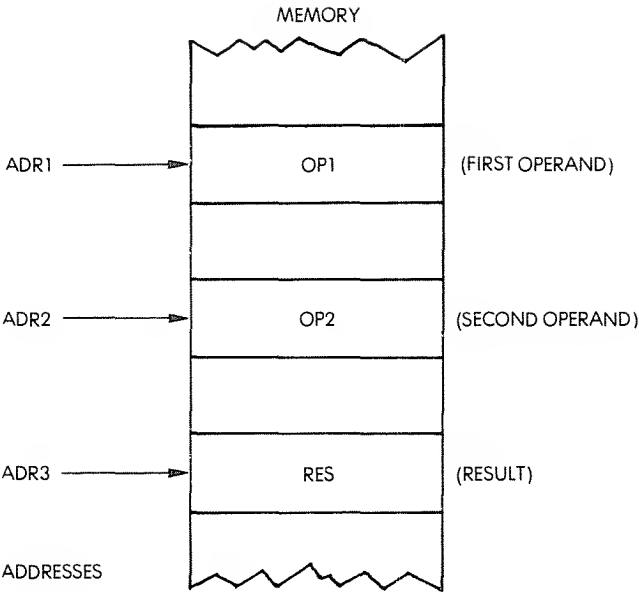 MEMORY
ADR1 OP1 (FIRST OPERAND)
ADR2 OP2 (SECOND OPERAND)
ADR3 RES (RESULT)
ADDRESSES